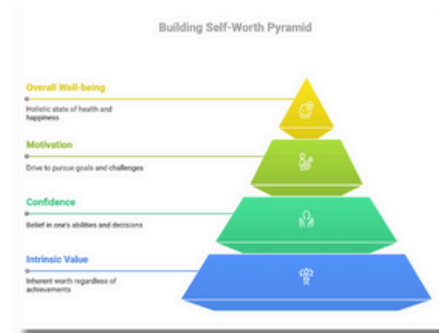 Building Self-Worth Pyramid
Overall Well-being
Holistic state of health and
happiness
Motivation
Drive to pursue goals and challenges
Confidence
Belief in one's abilities and decisions
Intrinsic Value
Inherent worth regardless of
achievements